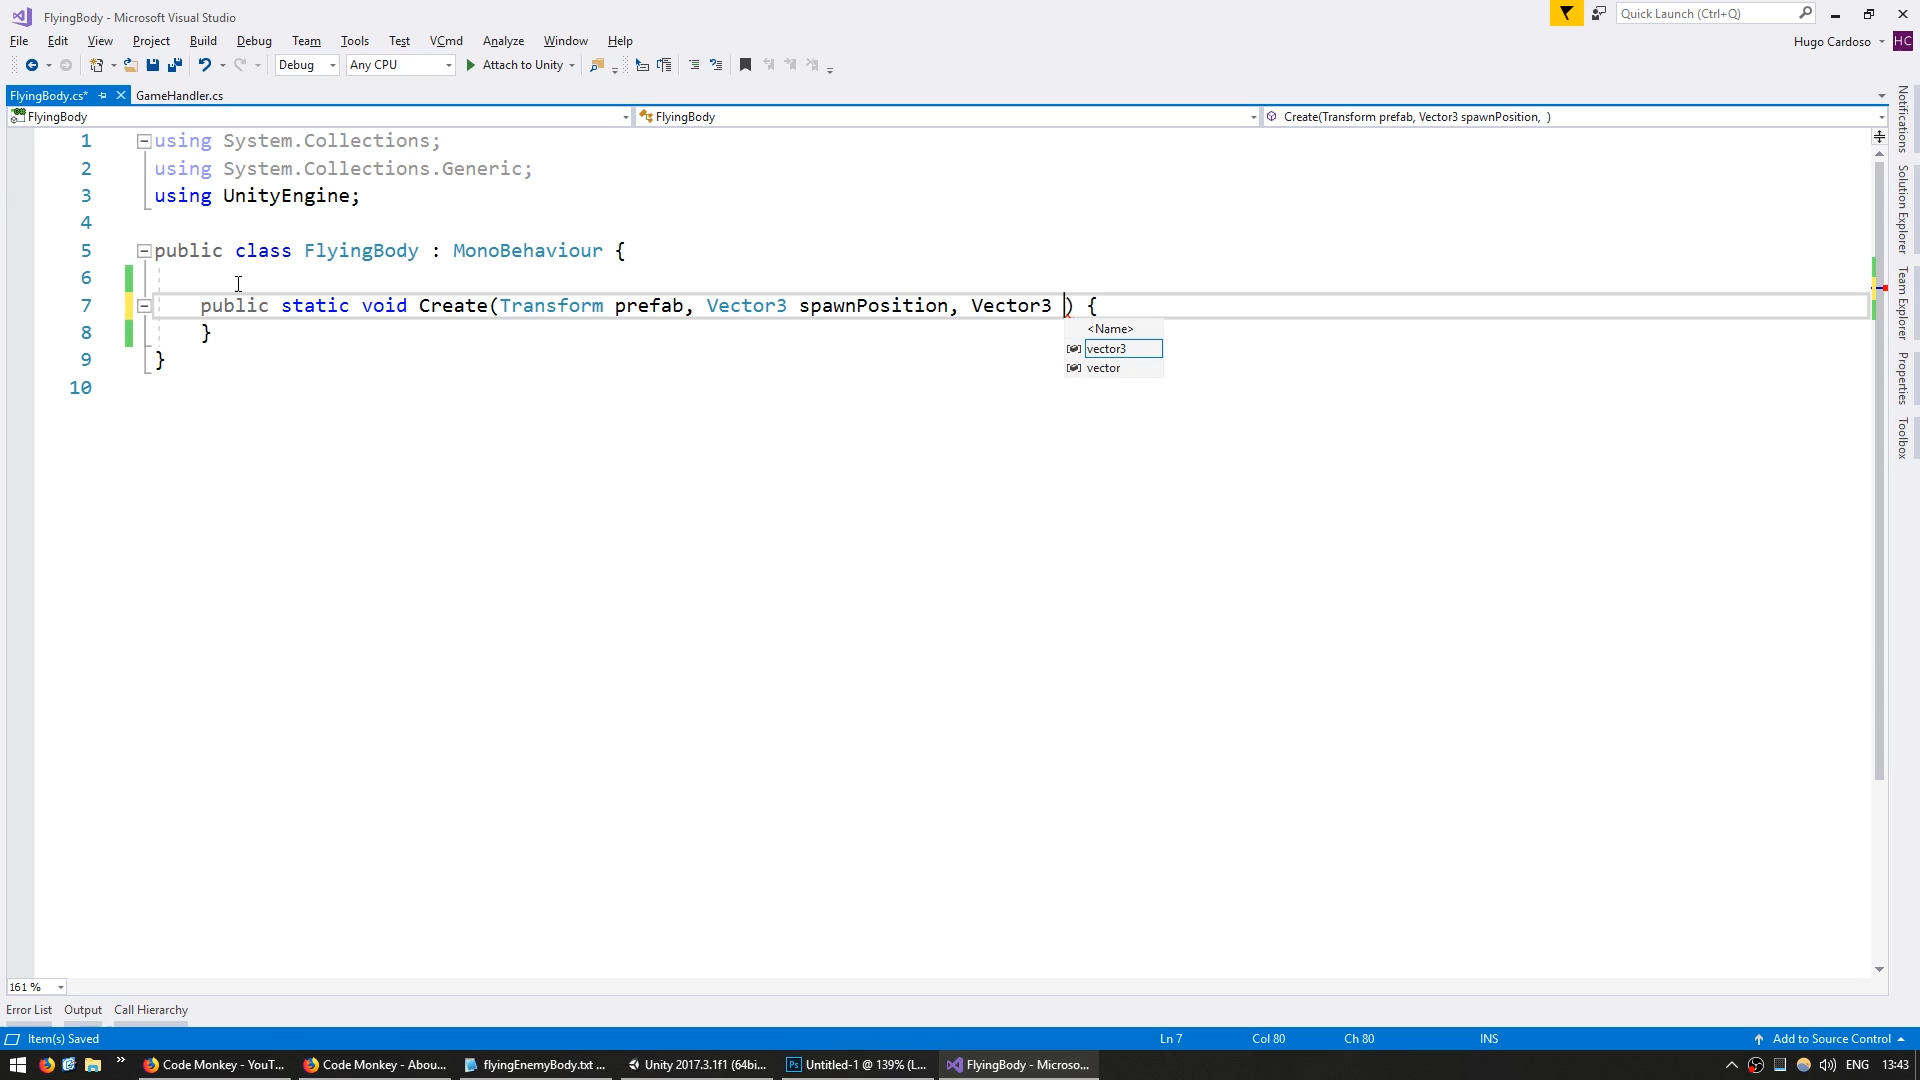 FlyingBody - Microsoft Visual Studio
Quick Launch (Ctrl+Q)
File Edit View Project Build Debug Team Tools Test VCmd Analyze Window Help
Hugo Cardoso HC
Debug Any CPU Attach to Unity
FlyingBody.cs* GameHandler.cs
FlyingBody FlyingBody Create(Transform prefab, Vector3 spawnPosition, )
1 using System.Collections;
2 using System.Collections.Generic;
3 using UnityEngine;
4
5 public class FlyingBody : MonoBehaviour {
6
7 public static void Create(Transform prefab, Vector3 spawnPosition, Vector3 ) {
<Name>
8 }
vector3
9 }
vector
10
Notifications
Solution Explorer
Team Explorer
Properties
Toolbox
161 %
Error List Output Call Hierarchy
Item(s) Saved Ln 7 Col 80 Ch 80 INS Add to Source Control
» Code Monkey - YouT... Code Monkey - Abou... flyingEnemyBody.txt ... Unity 2017.3.1f1 (64bi... Ps Untitled-1 @ 139% (L... FlyingBody - Microso... ENG 13:43